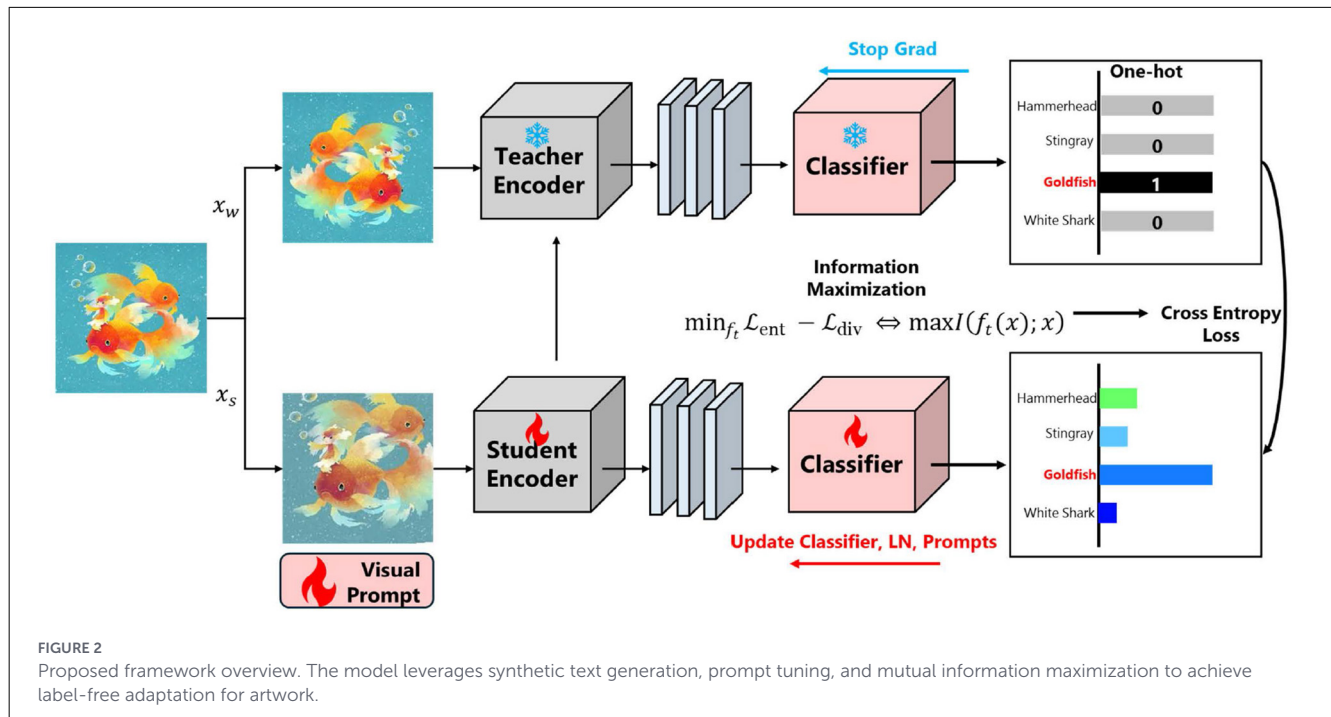 Stop Grad
One-hot
Hammerhead
0
Stingray
0
Goldfish
1
White Shark
0
Teacher
Encoder
Classifier
x_w
x_s
Information
Maximization
min_{f_t} ℒ_ent − ℒ_div ⇔ max I(f_t(x); x)
Cross Entropy
Loss
Student
Encoder
Classifier
Hammerhead
Stingray
Goldfish
White Shark
Update Classifier, LN, Prompts
Visual
Prompt
FIGURE 2
Proposed framework overview. The model leverages synthetic text generation, prompt tuning, and mutual information maximization to achieve
label-free adaptation for artwork.